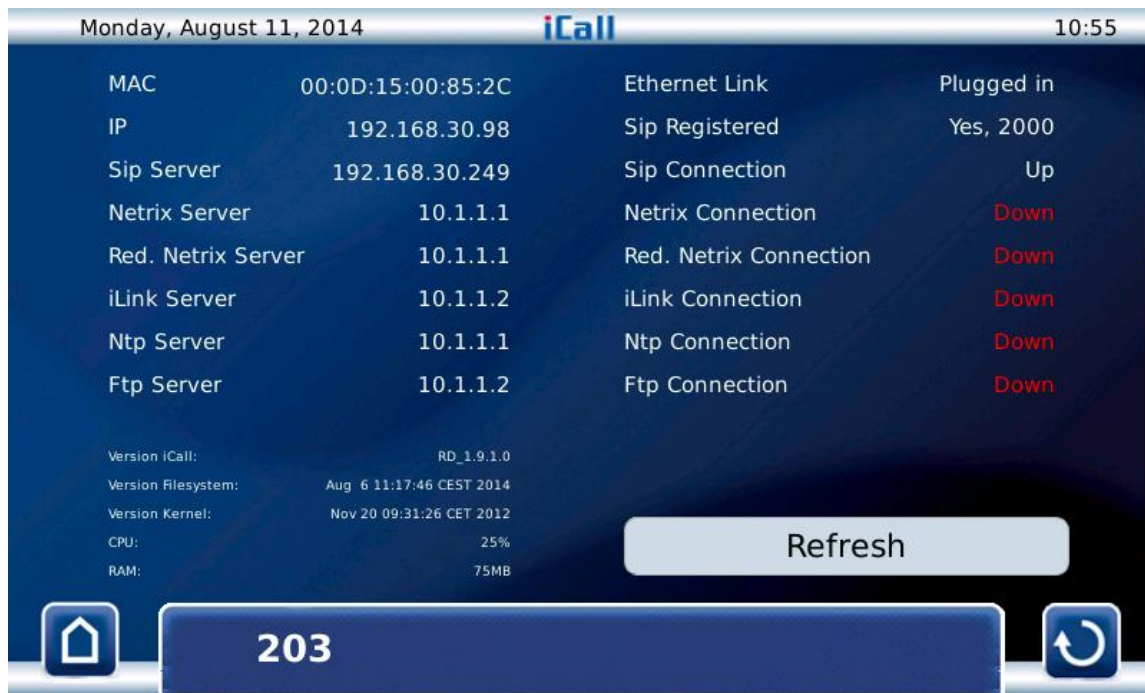 Monday, August 11, 2014 iCall 10:55
MAC 00:0D:15:00:85:2C Ethernet Link Plugged in
IP 192.168.30.98 Sip Registered Yes, 2000
Sip Server 192.168.30.249 Sip Connection Up
Netrix Server 10.1.1.1 Netrix Connection Down
Red. Netrix Server 10.1.1.1 Red. Netrix Connection Down
iLink Server 10.1.1.2 iLink Connection Down
Ntp Server 10.1.1.1 Ntp Connection Down
Ftp Server 10.1.1.2 Ftp Connection Down
Version iCall: RD_1.9.1.0
Version Filesystem: Aug 6 11:17:46 CEST 2014
Version Kernel: Nov 20 09:31:26 CET 2012
CPU: 25%
RAM: 75MB
Refresh
203